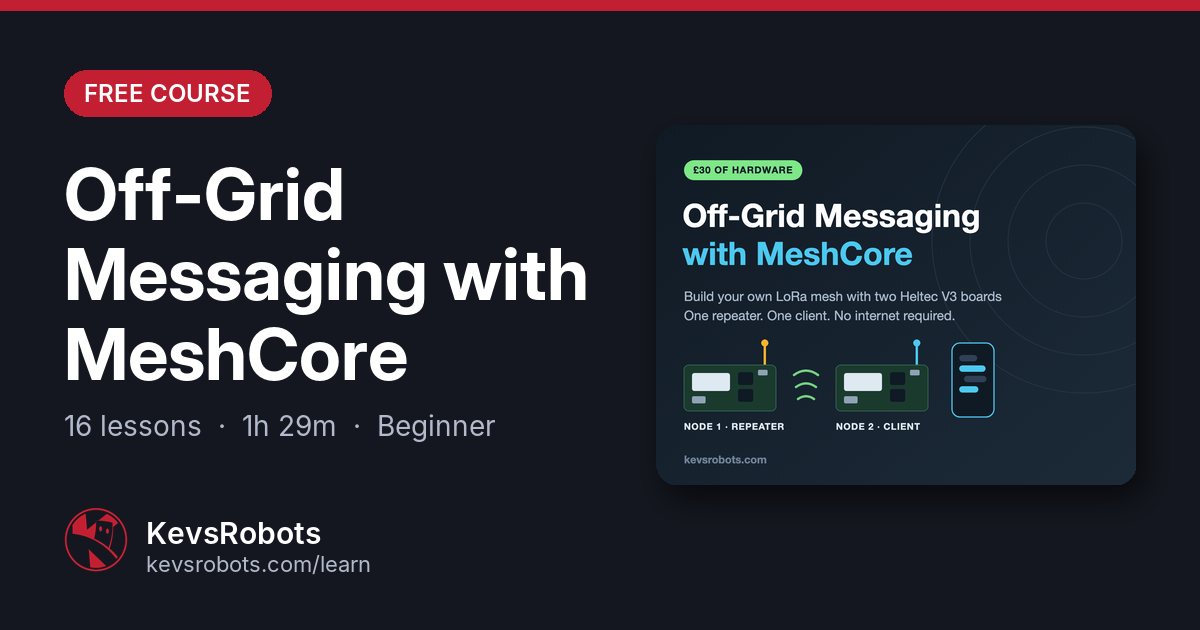 FREE COURSE
Off-Grid
Messaging with
MeshCore
16 lessons · 1h 29m · Beginner
KevsRobots
kevsrobots.com/learn
£30 OF HARDWARE
Off-Grid Messaging
with MeshCore
Build your own LoRa mesh with two Heltec V3 boards
One repeater. One client. No internet required.
NODE 1 · REPEATER
NODE 2 · CLIENT
kevsrobots.com